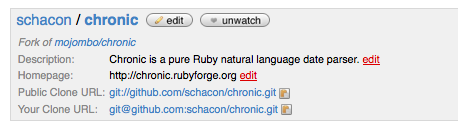 schacon / chronic edit unwatch
Fork of mojombo/chronic
Description: Chronic is a pure Ruby natural language date parser. edit
Homepage: http://chronic.rubyforge.org edit
Public Clone URL: git://github.com/schacon/chronic.git
Your Clone URL: git@github.com:schacon/chronic.git